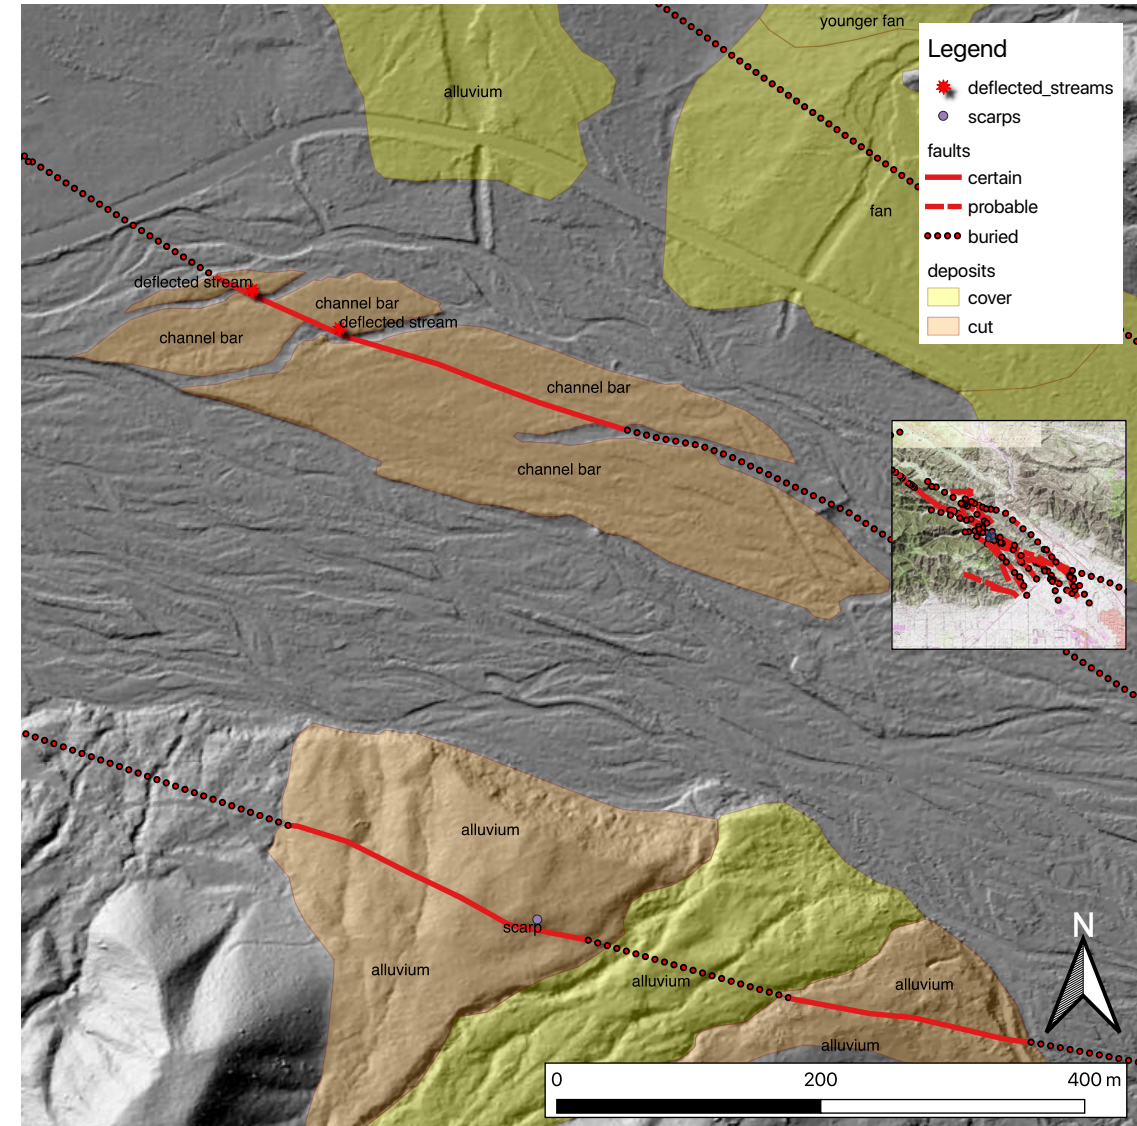 younger fan
Legend
deflected_streams
scarps
faults
certain
probable
buried
deposits
cover
cut
alluvium
fan
deflected stream
channel bar
deflected stream
channel bar
channel bar
channel bar
alluvium
scarp
alluvium
alluvium
alluvium
alluvium
N
0 200 400 m